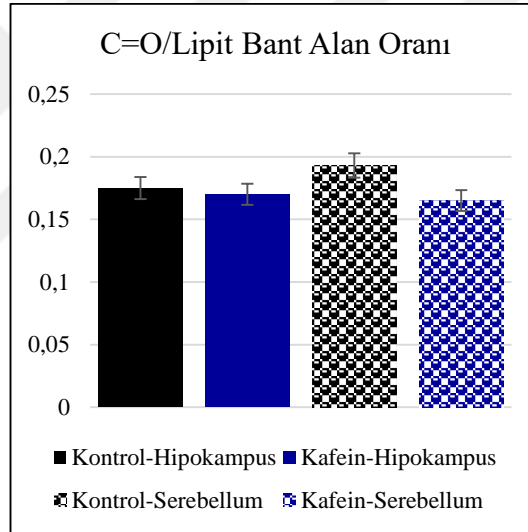 C=O/Lipit Bant Alan Oranı
0,25
0,2
0,15
0,1
0,05
0
Kontrol-Hipokampus Kafein-Hipokampus
Kontrol-Serebellum Kafein-Serebellum